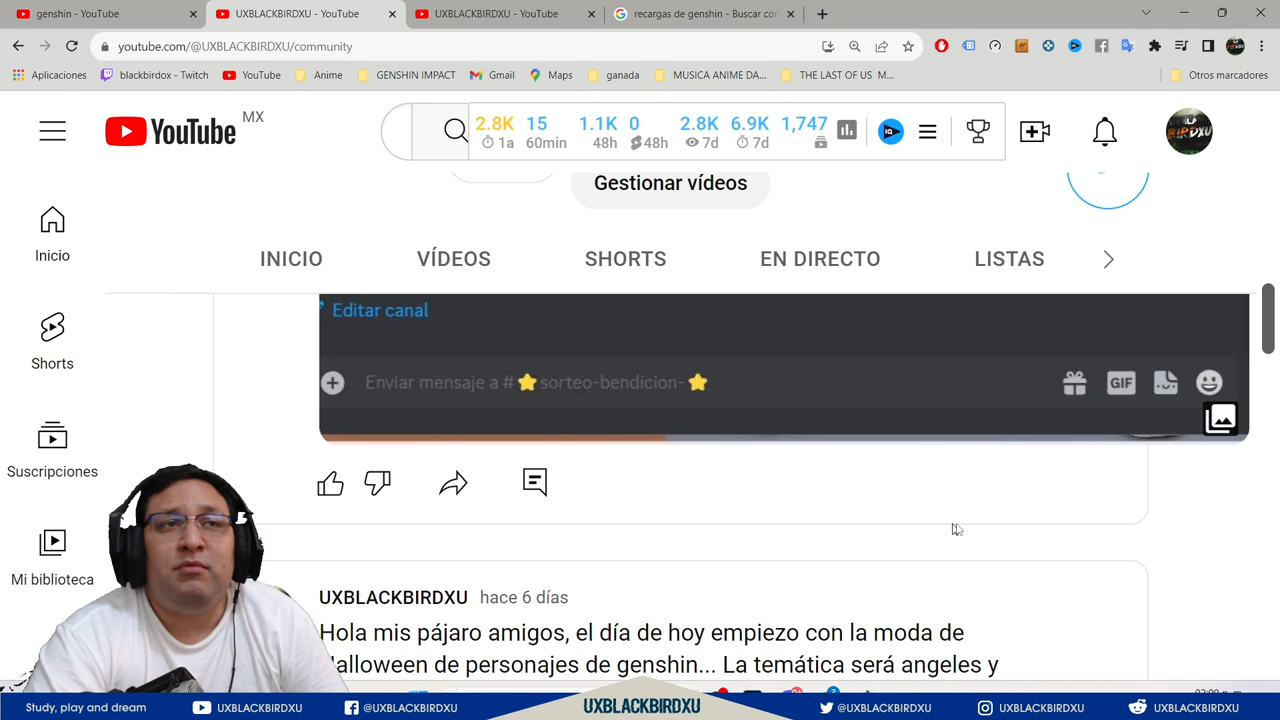 genshin - YouTube
UXBLACKBIRDXU - YouTube
UXBLACKBIRDXU - YouTube
recargas de genshin - Buscar con
youtube.com/@UXBLACKBIRDXU/community
Aplicaciones
blackbirdox - Twitch
YouTube
Anime
GENSHIN IMPACT
Gmail
Maps
ganada
MUSICA ANIME DA...
THE LAST OF US M...
Otros marcadores
YouTube MX
2.8K 15 1.1K 0 2.8K 6.9K 1,747
1a 60min 48h 48h 7d 7d
iQ
Gestionar vídeos
Inicio
Shorts
Suscripciones
Mi biblioteca
INICIO VÍDEOS SHORTS EN DIRECTO LISTAS
Editar canal
Enviar mensaje a #⭐sorteo-bendicion-⭐
GIF
UXBLACKBIRDXU hace 6 días
Hola mis pájaro amigos, el día de hoy empiezo con la moda de
Halloween de personajes de genshin... La temática será angeles y
Study, play and dream
UXBLACKBIRDXU
@UXBLACKBIRDXU
UXBLACKBIRDXU
@UXBLACKBIRDXU
UXBLACKBIRDXU
UXBLACKBIRDXU